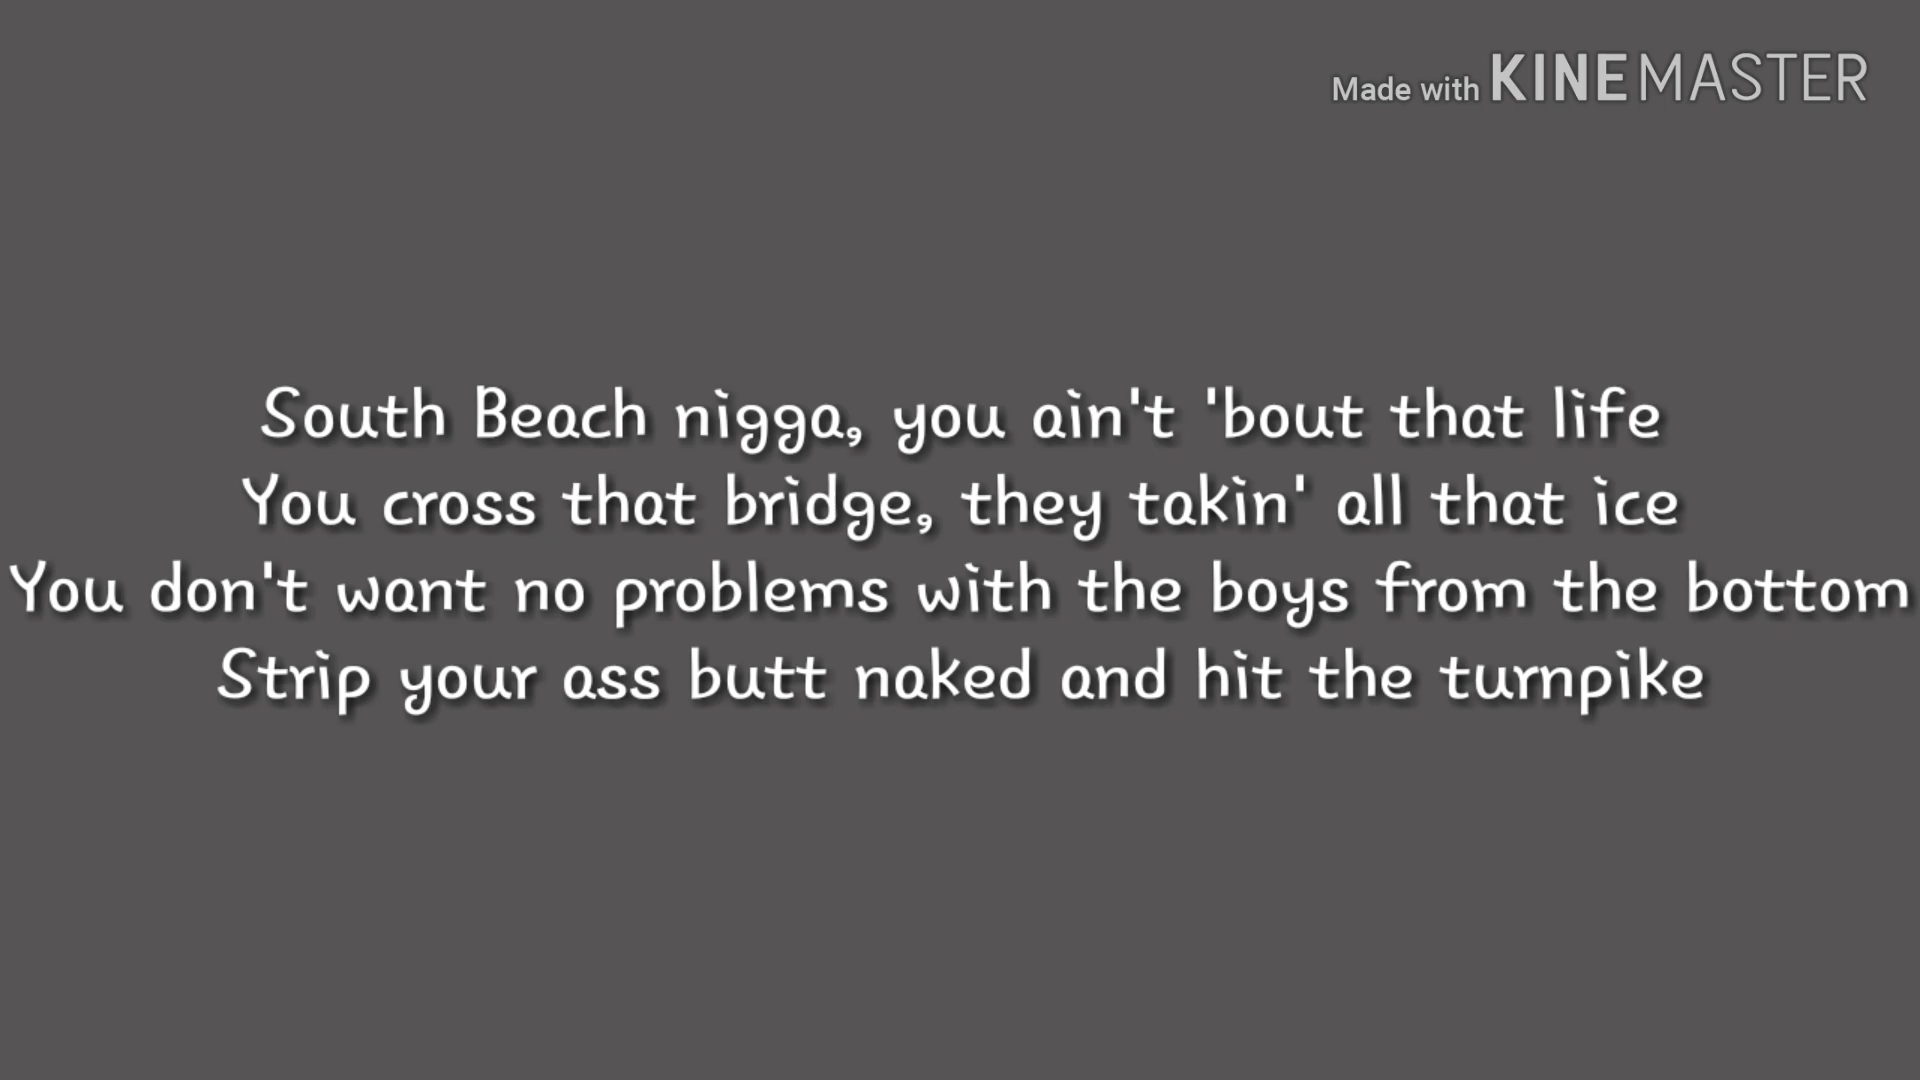 Made with KINEMASTER
South Beach nigga, you ain't 'bout that life
You cross that bridge, they takin' all that ice
You don't want no problems with the boys from the bottom
Strip your ass butt naked and hit the turnpike